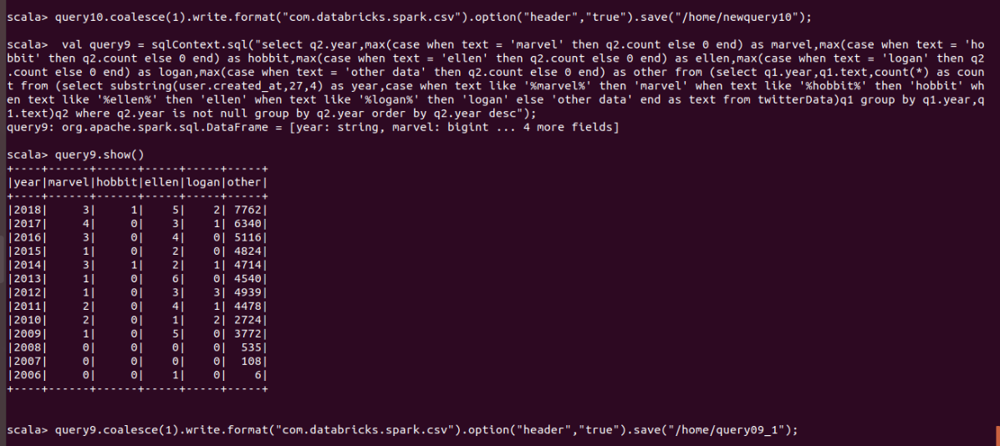 scala> query10.coalesce(1).write.format("com.databricks.spark.csv").option("header","true").save("/home/newquery10");
scala>  val query9 = sqlContext.sql("select q2.year,max(case when text = 'marvel' then q2.count else 0 end) as marvel,max(case when text = 'ho
bbit' then q2.count else 0 end) as hobbit,max(case when text = 'ellen' then q2.count else 0 end) as ellen,max(case when text = 'logan' then q2
.count else 0 end) as logan,max(case when text = 'other data' then q2.count else 0 end) as other from (select q1.year,q1.text,count(*) as coun
t from (select substring(user.created_at,27,4) as year,case when text like '%marvel%' then 'marvel' when text like '%hobbit%' then 'hobbit' wh
en text like '%ellen%' then 'ellen' when text like '%logan%' then 'logan' else 'other data' end as text from twitterData)q1 group by q1.year,q
1.text)q2 where q2.year is not null group by q2.year order by q2.year desc");
query9: org.apache.spark.sql.DataFrame = [year: string, marvel: bigint ... 4 more fields]
scala> query9.show()
+----+------+------+-----+-----+-----+
|year|marvel|hobbit|ellen|logan|other|
+----+------+------+-----+-----+-----+
|2018|     3|     1|    5|    2| 7762|
|2017|     4|     0|    3|    1| 6340|
|2016|     3|     0|    4|    0| 5116|
|2015|     1|     0|    2|    0| 4824|
|2014|     3|     1|    2|    1| 4714|
|2013|     1|     0|    6|    0| 4540|
|2012|     1|     0|    3|    3| 4939|
|2011|     2|     0|    4|    1| 4478|
|2010|     2|     0|    1|    2| 2724|
|2009|     1|     0|    5|    0| 3772|
|2008|     0|     0|    0|    0|  535|
|2007|     0|     0|    0|    0|  108|
|2006|     0|     0|    1|    0|    6|
+----+------+------+-----+-----+-----+
scala> query9.coalesce(1).write.format("com.databricks.spark.csv").option("header","true").save("/home/query09_1");